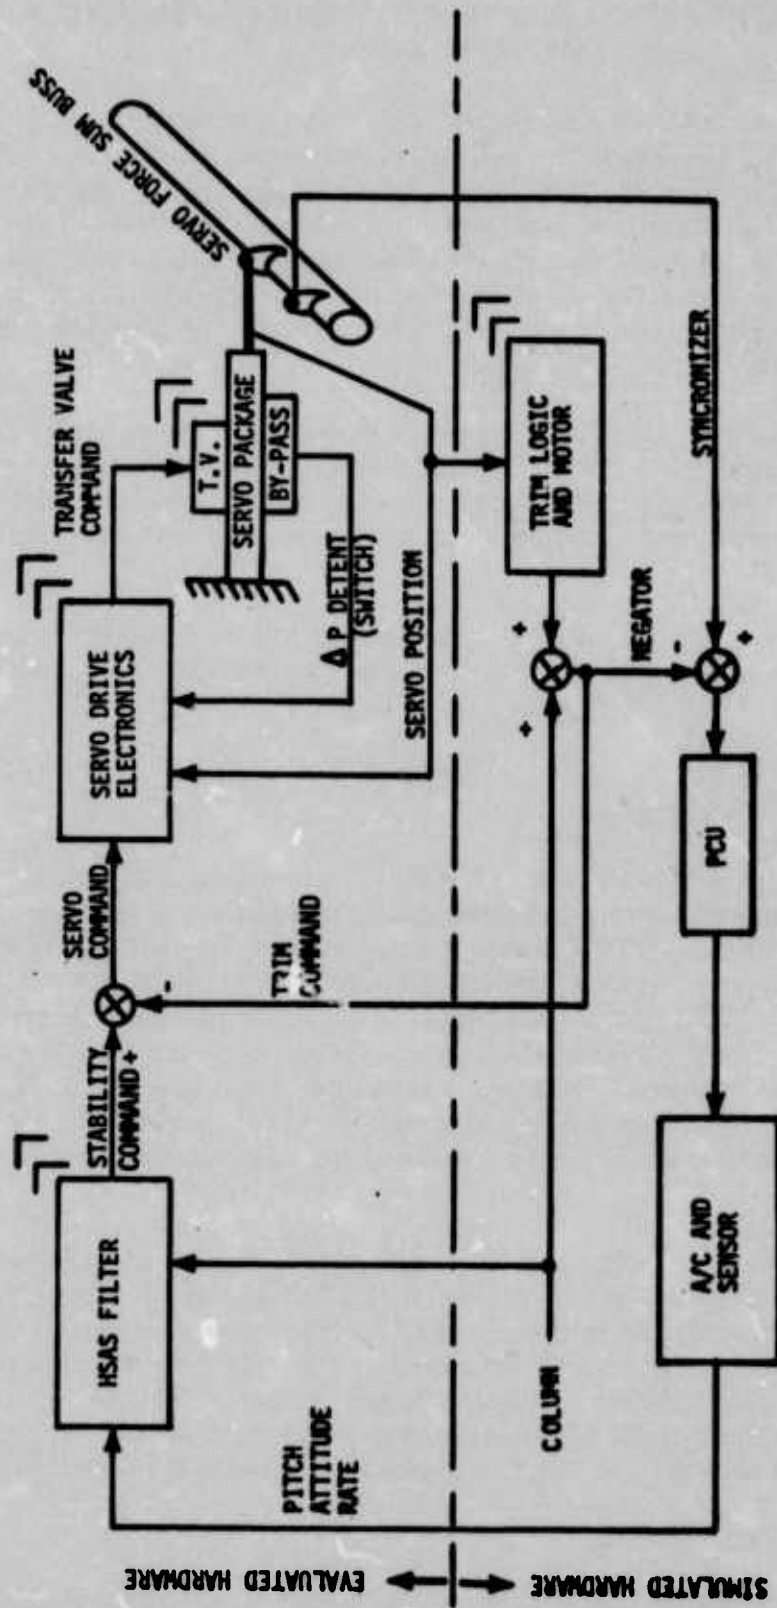 PITCH
ATTITUDE
RATE
HSAS FILTER
STABILITY
COMMAND +
-
SERVO
COMMAND
TRIM
COMMAND
SERVO DRIVE
ELECTRONICS
TRANSFER VALVE
COMMAND
T.V.
SERVO PACKAGE
BY-PASS
Δ P DETENT
(SWITCH)
SERVO POSITION
SERVO FORCE SUM BUSS
EVALUATED HARDWARE
SIMULATED HARDWARE
COLUMN
+
+
TRIM LOGIC
AND MOTOR
NEGATOR
-
+
SYNCRONIZER
PCU
A/C AND
SENSOR